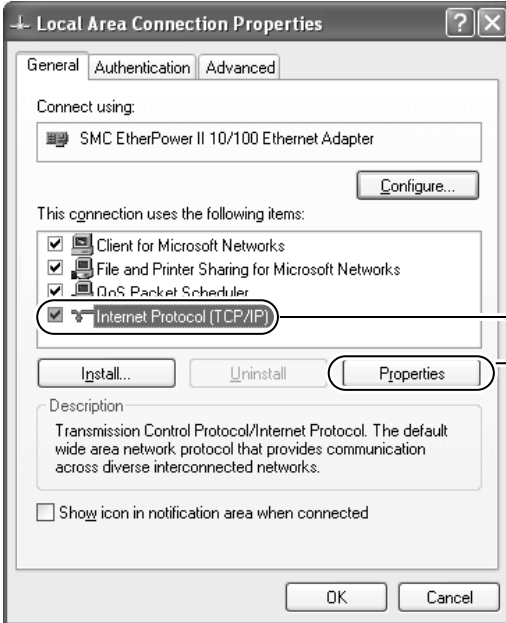 Local Area Connection Properties
General Authentication Advanced
Connect using:
SMC EtherPower II 10/100 Ethernet Adapter
Configure...
This connection uses the following items:
Client for Microsoft Networks
File and Printer Sharing for Microsoft Networks
QoS Packet Scheduler
Internet Protocol (TCP/IP)
Install... Uninstall Properties
Description
Transmission Control Protocol/Internet Protocol. The default
wide area network protocol that provides communication
across diverse interconnected networks.
Show icon in notification area when connected
OK Cancel